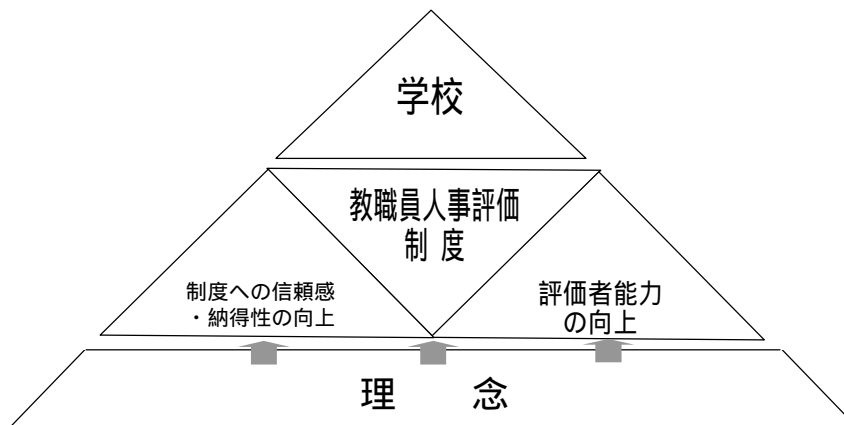 学校
教職員人事評価
制 度
制度への信頼感
・納得性の向上
評価者能力
の向上
理 念